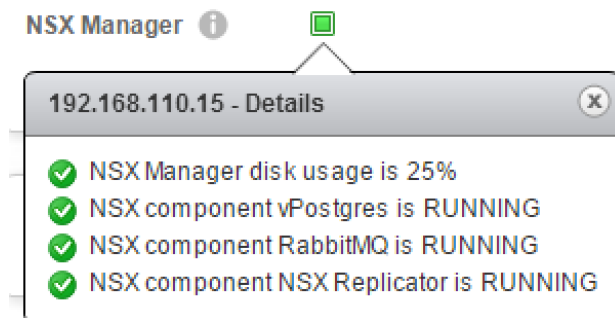 NSX Manager
192.168.110.15 - Details
NSX Manager disk usage is 25%
NSX component vPostgres is RUNNING
NSX component RabbitMQ is RUNNING
NSX component NSX Replicator is RUNNING